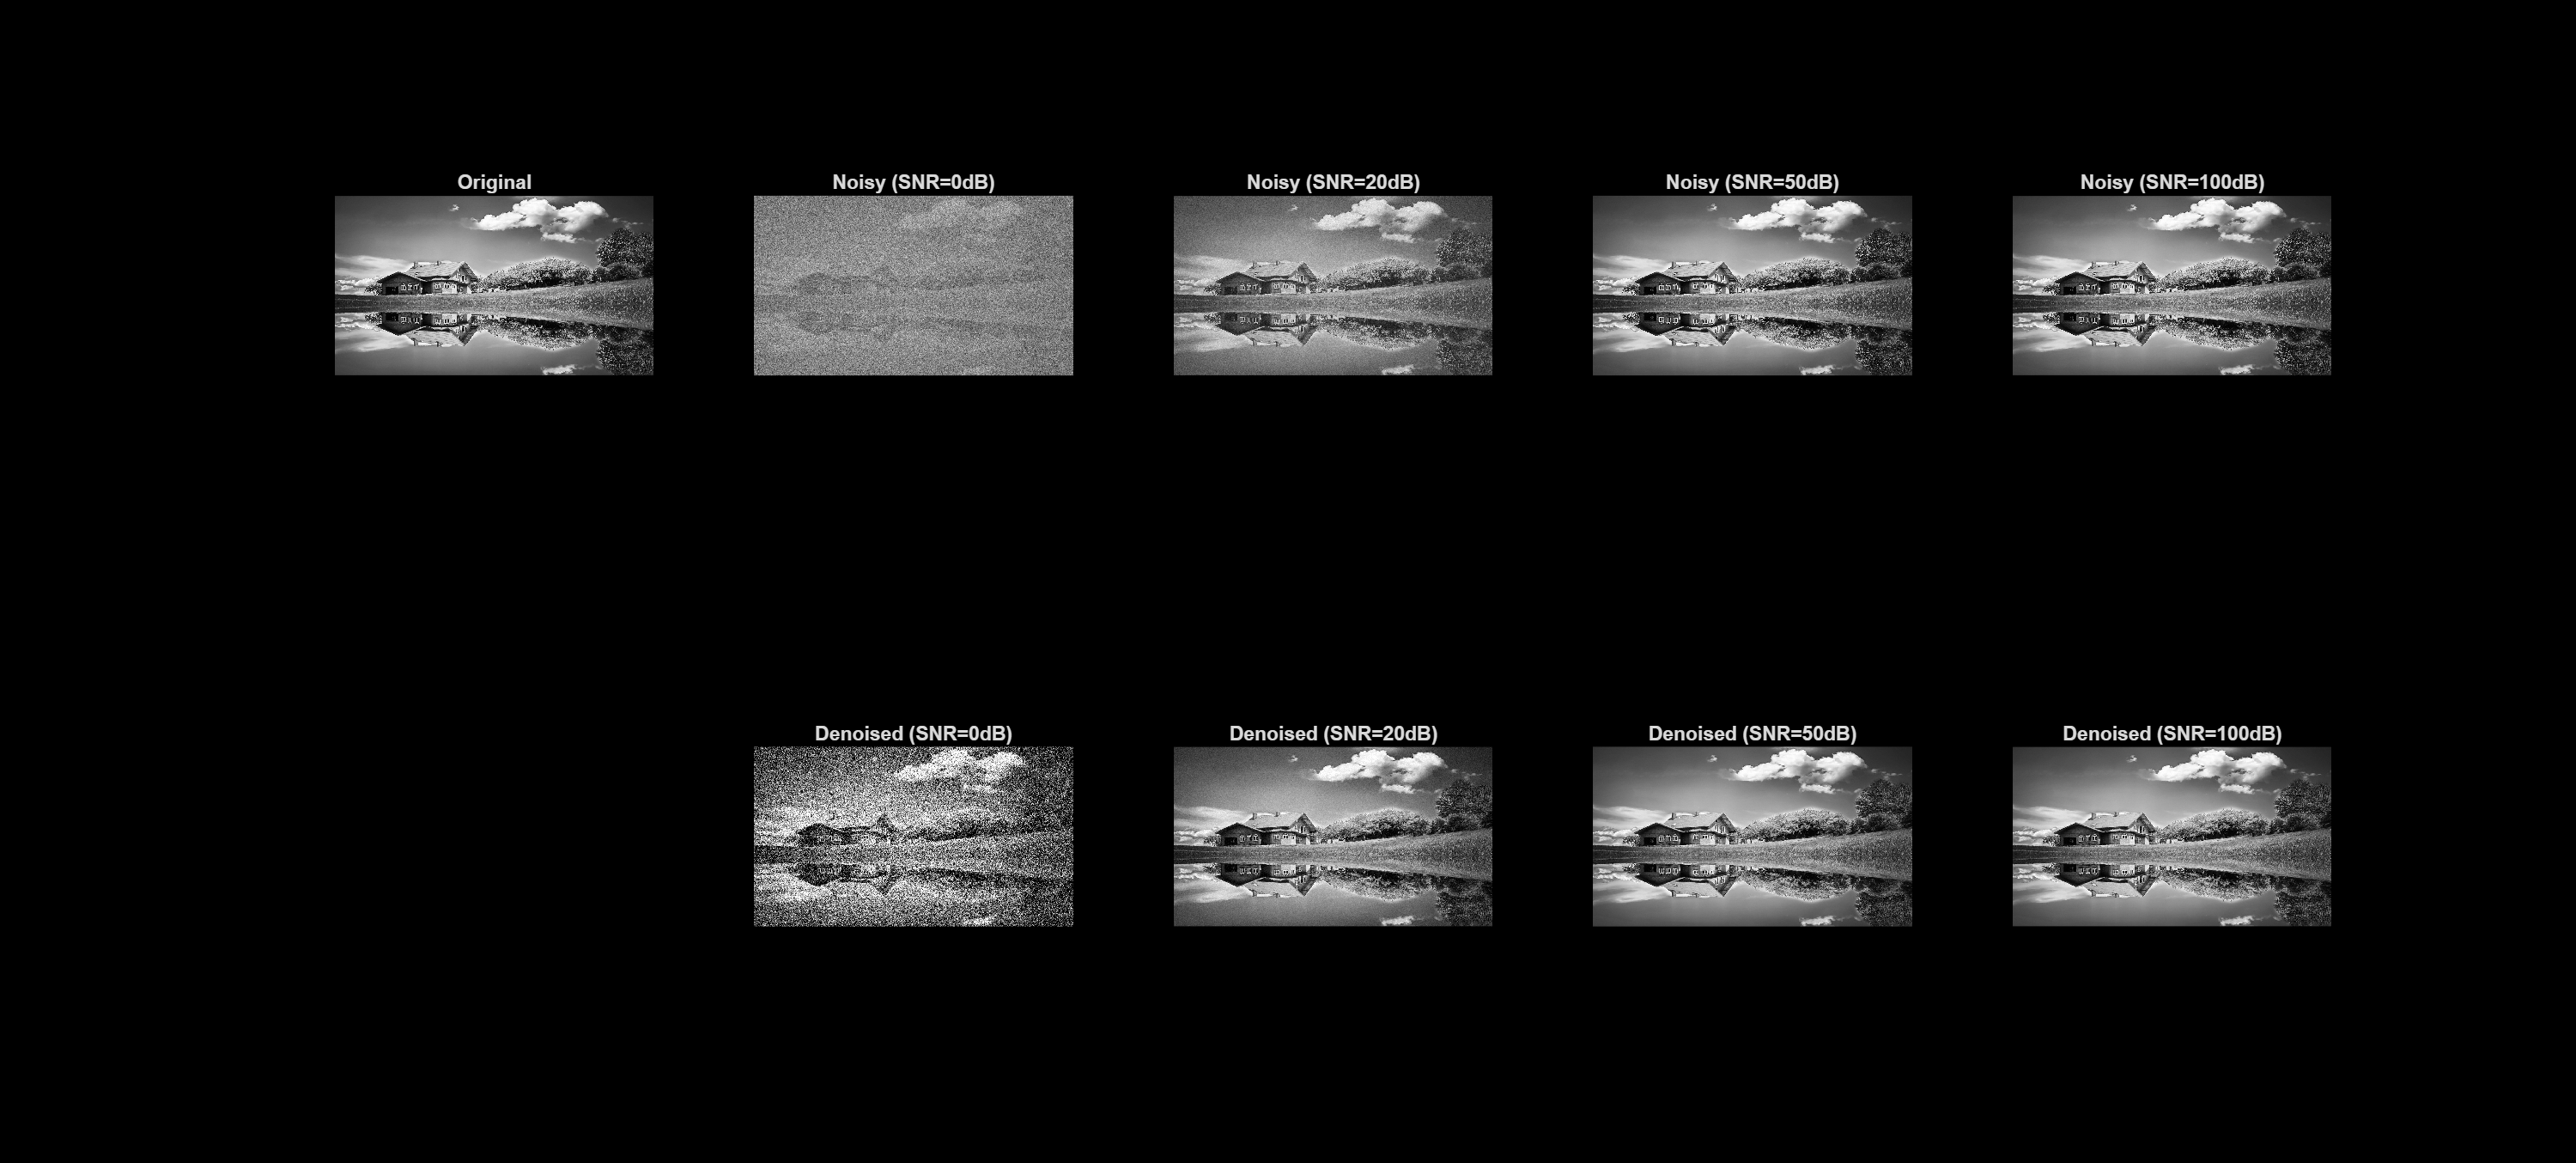 Original
Noisy (SNR=0dB)
Noisy (SNR=20dB)
Noisy (SNR=50dB)
Noisy (SNR=100dB)
Denoised (SNR=0dB)
Denoised (SNR=20dB)
Denoised (SNR=50dB)
Denoised (SNR=100dB)